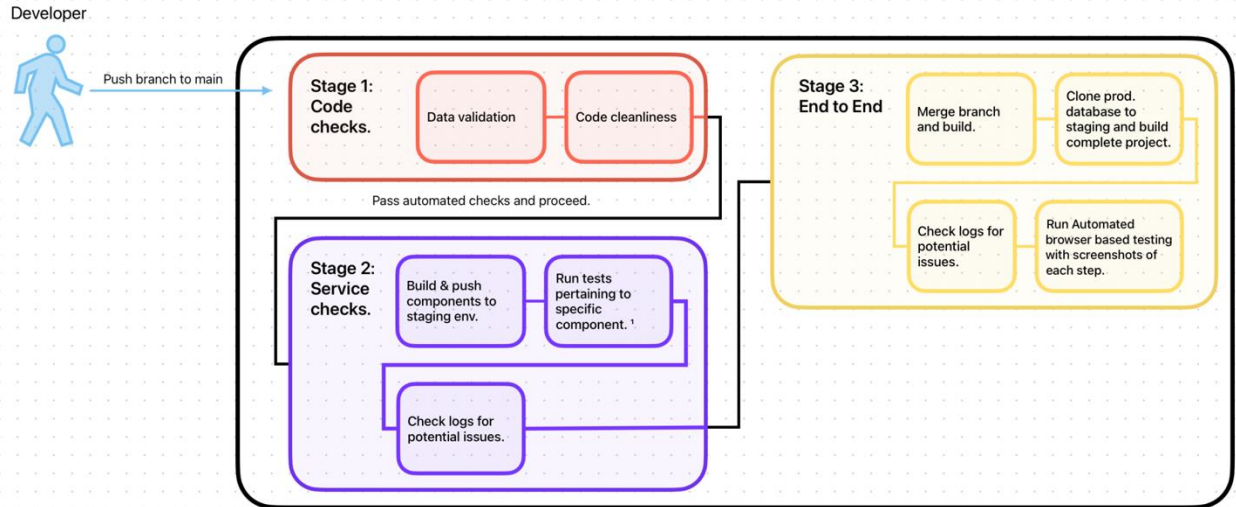 Developer
Push branch to main
Stage 1:
Code
checks.
Data validation
Code cleanliness
Pass automated checks and proceed.
Stage 2:
Service
checks.
Build & push
components to
staging env.
Run tests
pertaining to
specific
component. ¹
Check logs for
potential issues.
Stage 3:
End to End
Merge branch
and build.
Clone prod.
database to
staging and build
complete project.
Check logs for
potential
issues.
Run Automated
browser based testing
with screenshots of
each step.